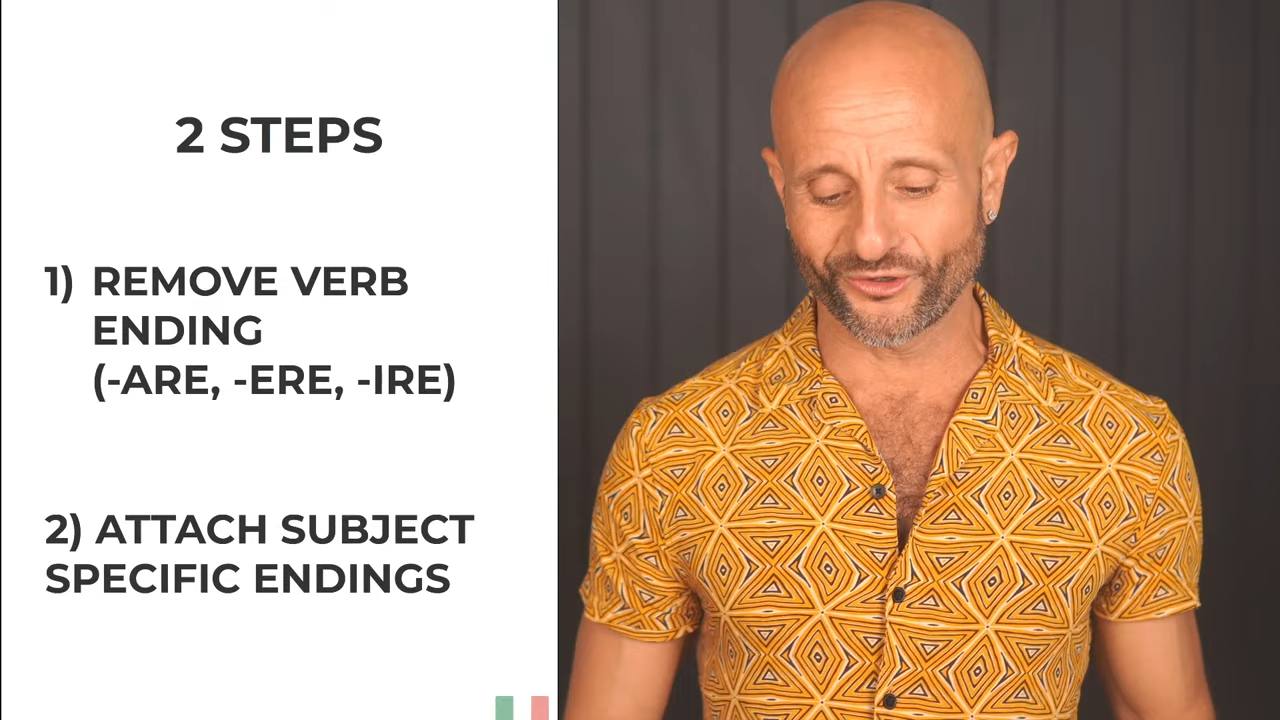 2 STEPS
1) REMOVE VERB
ENDING
(-ARE, -ERE, -IRE)
2) ATTACH SUBJECT
SPECIFIC ENDINGS